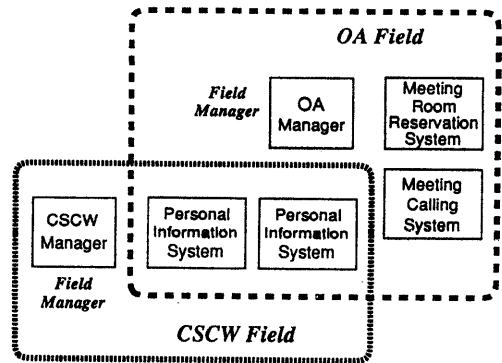 OA Field
Field
Manager
OA
Manager
Meeting
Room
Reservation
System
CSCW
Manager
Field
Manager
Personal
Information
System
Personal
Information
System
Meeting
Calling
System
CSCW Field